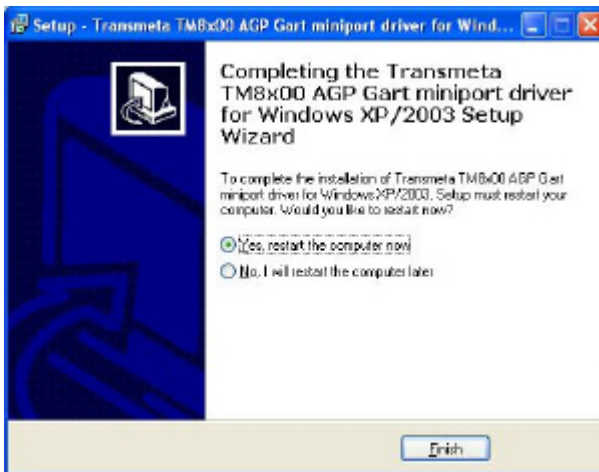 Setup - Transmeta TM8x00 AGP Gart miniport driver for Wind...
Completing the Transmeta
TM8x00 AGP Gart miniport driver
for Windows XP/2003 Setup
Wizard
To complete the installation of Transmeta TM8x00 AGP Gart
miniport driver for Windows XP/2003, Setup must restart your
computer. Would you like to restart now?
Yes, restart the computer now
No, I will restart the computer later
Finish